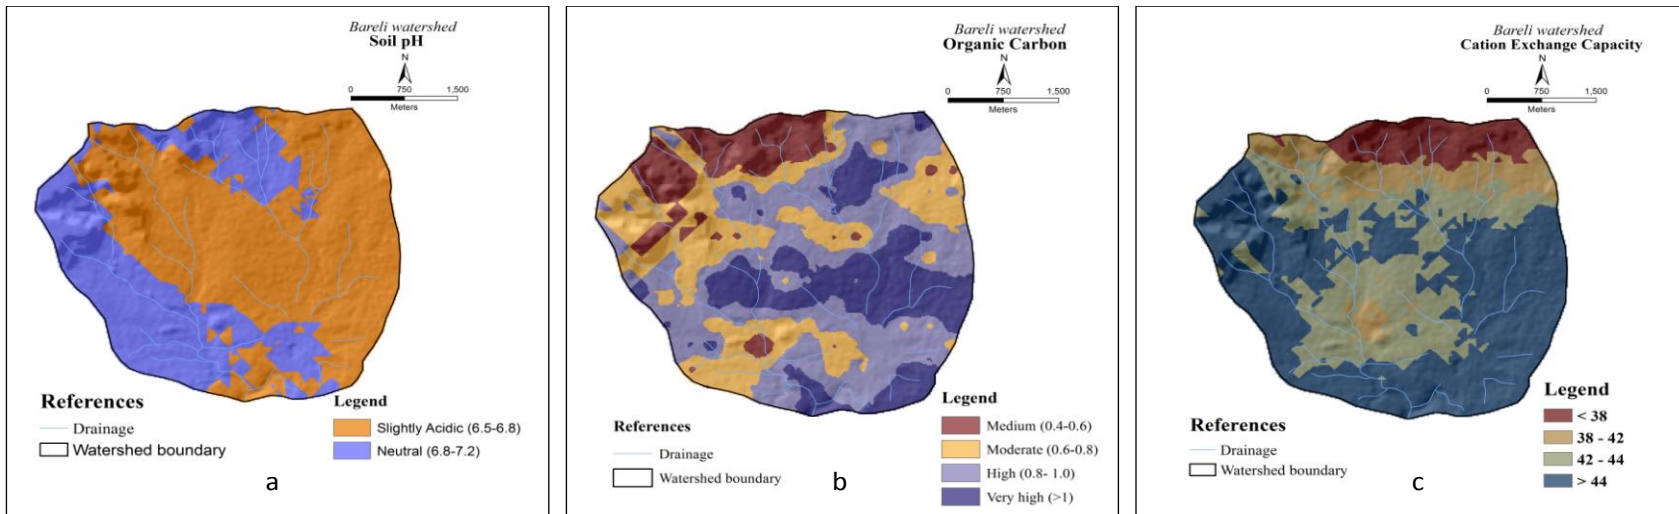 Bareli watershed
Soil pH
N
0 750 1,500
Meters
References
Drainage
Watershed boundary
Legend
Slightly Acidic (6.5-6.8)
Neutral (6.8-7.2)
a
Bareli watershed
Organic Carbon
N
0 750 1,500
Meters
References
Drainage
Watershed boundary
Legend
Medium (0.4-0.6)
Moderate (0.6-0.8)
High (0.8- 1.0)
Very high (>1)
b
Bareli watershed
Cation Exchange Capacity
N
0 750 1,500
Meters
References
Drainage
Watershed boundary
Legend
< 38
38 - 42
42 - 44
> 44
c